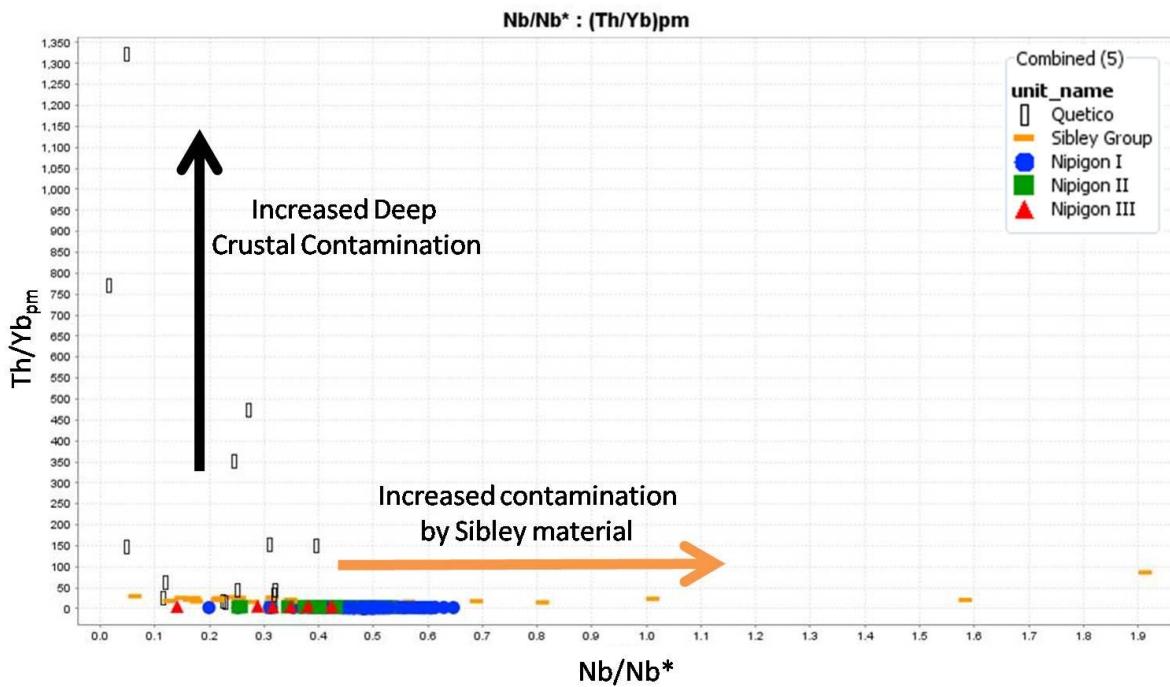 Nb/Nb* : (Th/Yb)pm
1,350
1,300
1,250
1,200
1,150
1,100
1,050
1,000
950
900
850
800
750
700
650
600
550
500
450
400
350
300
250
200
150
100
50
0
Th/Yb pm
Increased Deep
Crustal Contamination
Increased contamination
by Sibley material
Combined (5)
unit_name
Quetico
Sibley Group
Nipigon I
Nipigon II
Nipigon III
0.0 0.1 0.2 0.3 0.4 0.5 0.6 0.7 0.8 0.9 1.0 1.1 1.2 1.3 1.4 1.5 1.6 1.7 1.8 1.9
Nb/Nb*